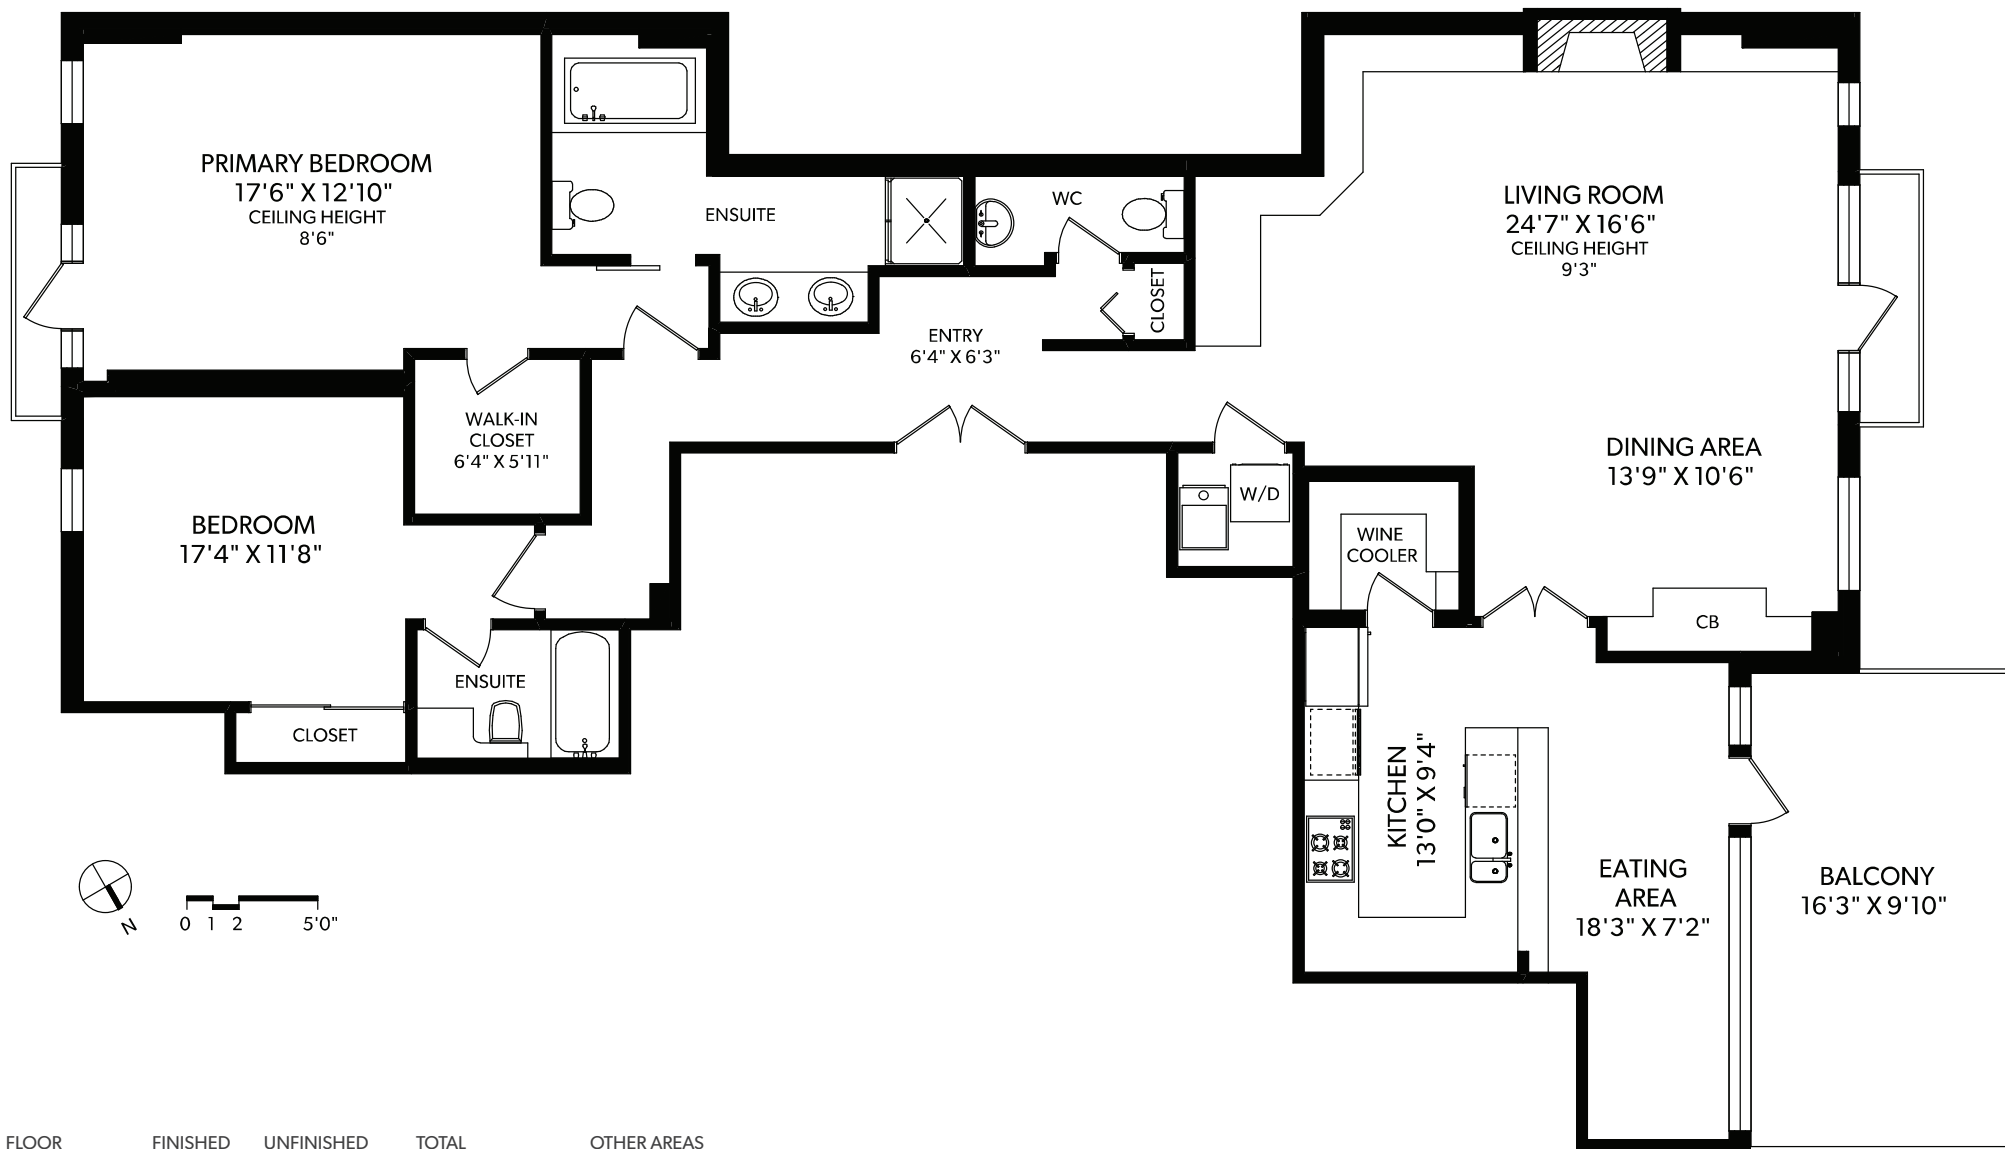 PRIMARY BEDROOM
17'6" X 12'10"
CEILING HEIGHT
8'6"
ENSUITE
WC
CLOSET
LIVING ROOM
24'7" X 16'6"
CEILING HEIGHT
9'3"
ENTRY
6'4" X 6'3"
WALK-IN
CLOSET
6'4" X 5'11"
DINING AREA
13'9" X 10'6"
BEDROOM
17'4" X 11'8"
W/D
WINE
COOLER
CB
ENSUITE
CLOSET
KITCHEN
13'0" X 9'4"
EATING
AREA
18'3" X 7'2"
BALCONY
16'3" X 9'10"
N
0 1 2 5'0"
FLOOR FINISHED UNFINISHED TOTAL OTHER AREAS